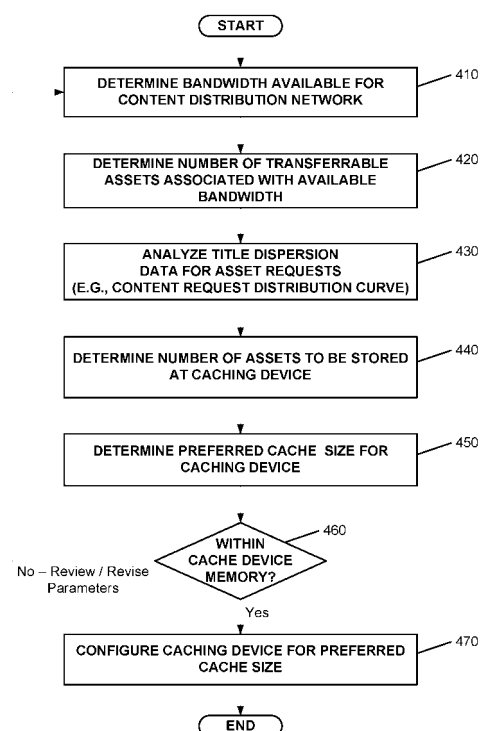 START
DETERMINE BANDWIDTH AVAILABLE FOR
CONTENT DISTRIBUTION NETWORK
410
DETERMINE NUMBER OF TRANSFERRABLE
ASSETS ASSOCIATED WITH AVAILABLE
BANDWIDTH
420
ANALYZE TITLE DISPERSION
DATA FOR ASSET REQUESTS
(E.G., CONTENT REQUEST DISTRIBUTION CURVE)
430
DETERMINE NUMBER OF ASSETS TO BE STORED
AT CACHING DEVICE
440
DETERMINE PREFERRED CACHE SIZE FOR
CACHING DEVICE
450
WITHIN
CACHE DEVICE
MEMORY?
460
No – Review / Revise
Parameters
Yes
CONFIGURE CACHING DEVICE FOR PREFERRED
CACHE SIZE
470
END